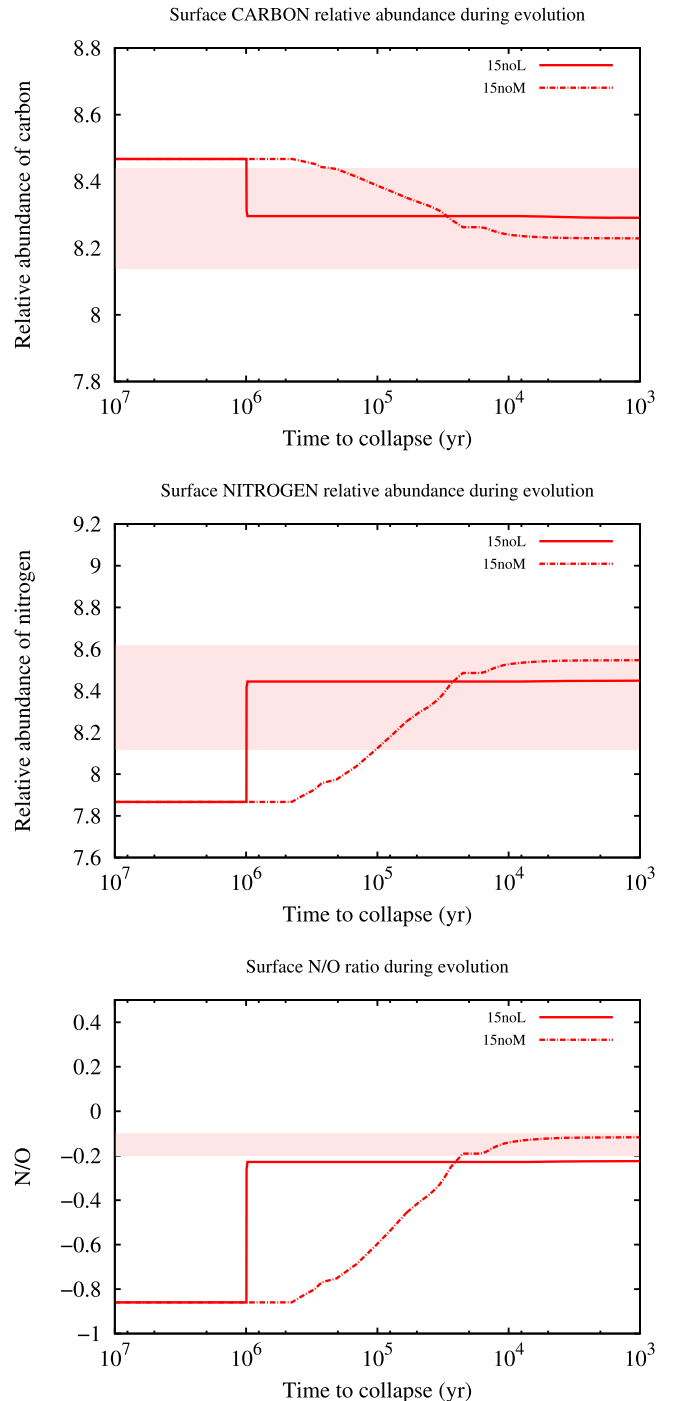 Surface CARBON relative abundance during evolution
8.8
15noL
15noM
8.6
8.4
8.2
8
7.8
Relative abundance of carbon
10^7
10^6
10^5
10^4
10^3
Time to collapse (yr)
Surface NITROGEN relative abundance during evolution
9.2
15noL
15noM
9
8.8
8.6
8.4
8.2
8
7.8
7.6
Relative abundance of nitrogen
10^7
10^6
10^5
10^4
10^3
Time to collapse (yr)
Surface N/O ratio during evolution
15noL
15noM
0.4
0.2
0
−0.2
−0.4
−0.6
−0.8
−1
N/O
10^7
10^6
10^5
10^4
10^3
Time to collapse (yr)